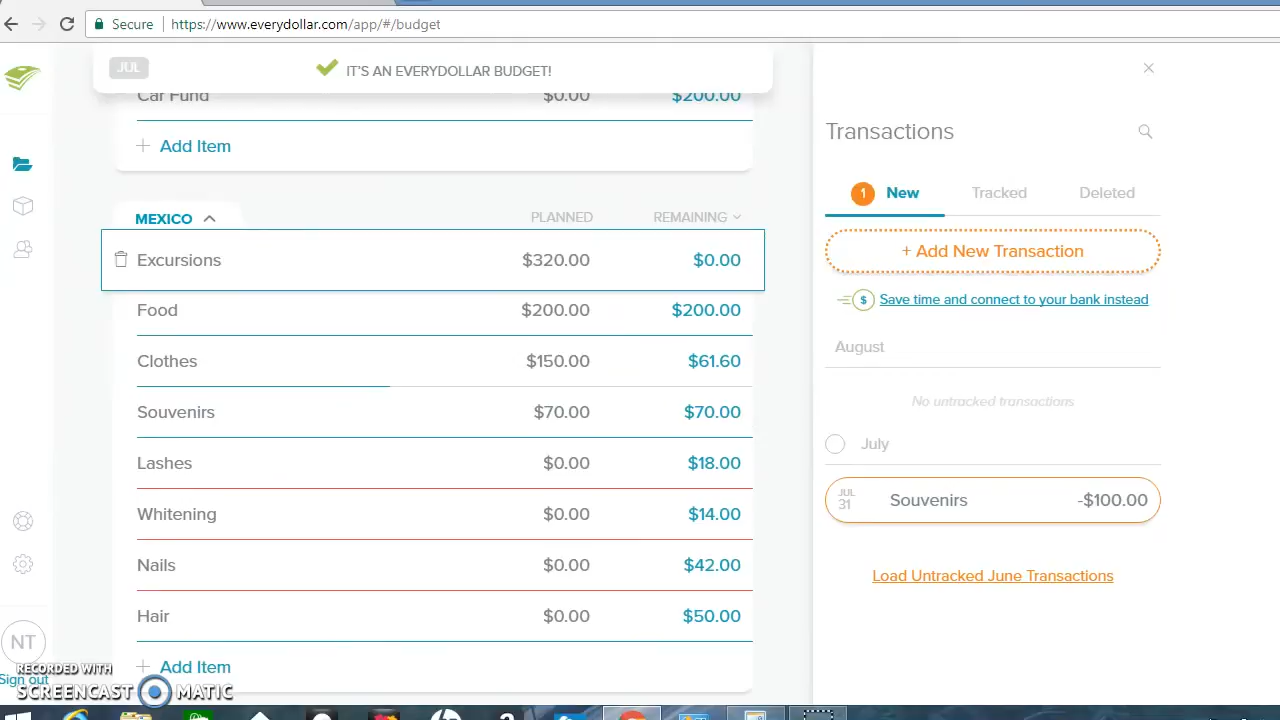 Secure https://www.everydollar.com/app/#/budget
JUL IT'S AN EVERYDOLLAR BUDGET!
Car Fund $0.00 $200.00
+ Add Item
MEXICO PLANNED REMAINING
Excursions $320.00 $0.00
Food $200.00 $200.00
Clothes $150.00 $61.60
Souvenirs $70.00 $70.00
Lashes $0.00 $18.00
Whitening $0.00 $14.00
Nails $0.00 $42.00
Hair $0.00 $50.00
+ Add Item
Transactions
1 New Tracked Deleted
+ Add New Transaction
$ Save time and connect to your bank instead
August
No untracked transactions
July
JUL 31 Souvenirs -$100.00
Load Untracked June Transactions
NT
Sign out
RECORDED WITH
SCREENCAST MATIC